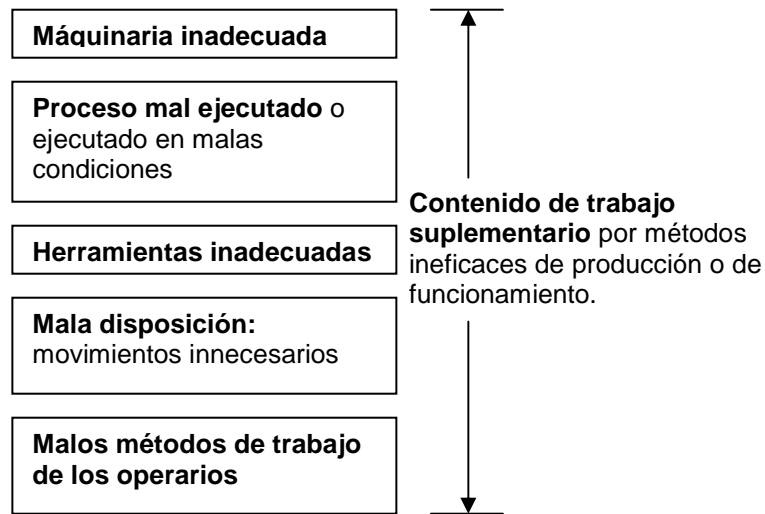 Máquinaria inadecuada
Proceso mal ejecutado o
ejecutado en malas
condiciones
Herramientas inadecuadas
Mala disposición:
movimientos innecesarios
Malos métodos de trabajo
de los operarios
Contenido de trabajo
suplementario por métodos
ineficaces de producción o de
funcionamiento.